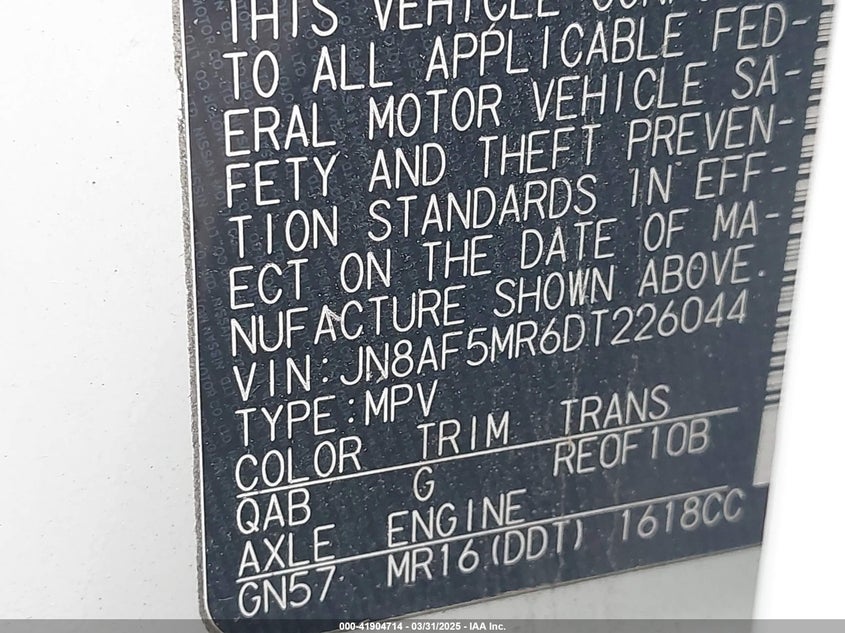 THIS VEHICLE
TO ALL APPLICABLE FED-
ERAL MOTOR VEHICLE SA-
FETY AND THEFT PREVEN-
TION STANDARDS IN EFF-
ECT ON THE DATE OF MA-
NUFACTURE SHOWN ABOVE.
VIN:JN8AF5MR6DT226044
TYPE:MPV
COLOR TRIM TRANS
QAB G RE0F10B
AXLE ENGINE
GN57 MR16(DDT) 1618CC
000-41904714 - 03/31/2025 - IAA Inc.